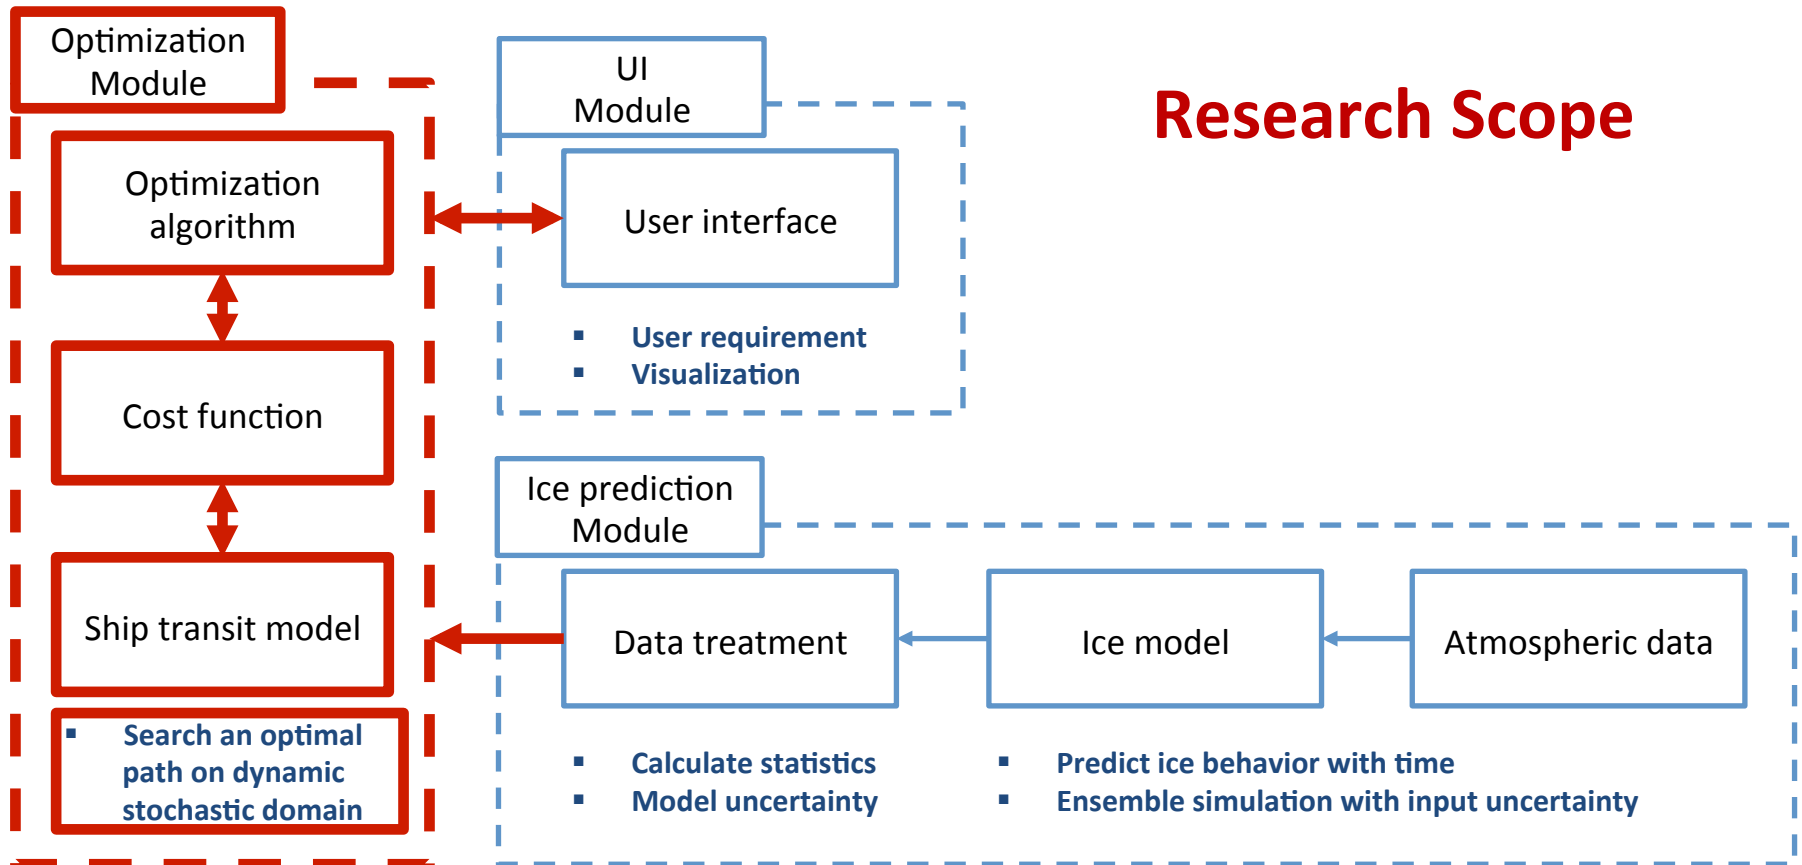 Optimization
Module
Optimization
algorithm
Cost function
Ship transit model
▪ Search an optimal
path on dynamic
stochastic domain
UI
Module
User interface
▪ User requirement
▪ Visualization
Research Scope
Ice prediction
Module
Data treatment
Ice model
Atmospheric data
▪ Calculate statistics
▪ Model uncertainty
▪ Predict ice behavior with time
▪ Ensemble simulation with input uncertainty